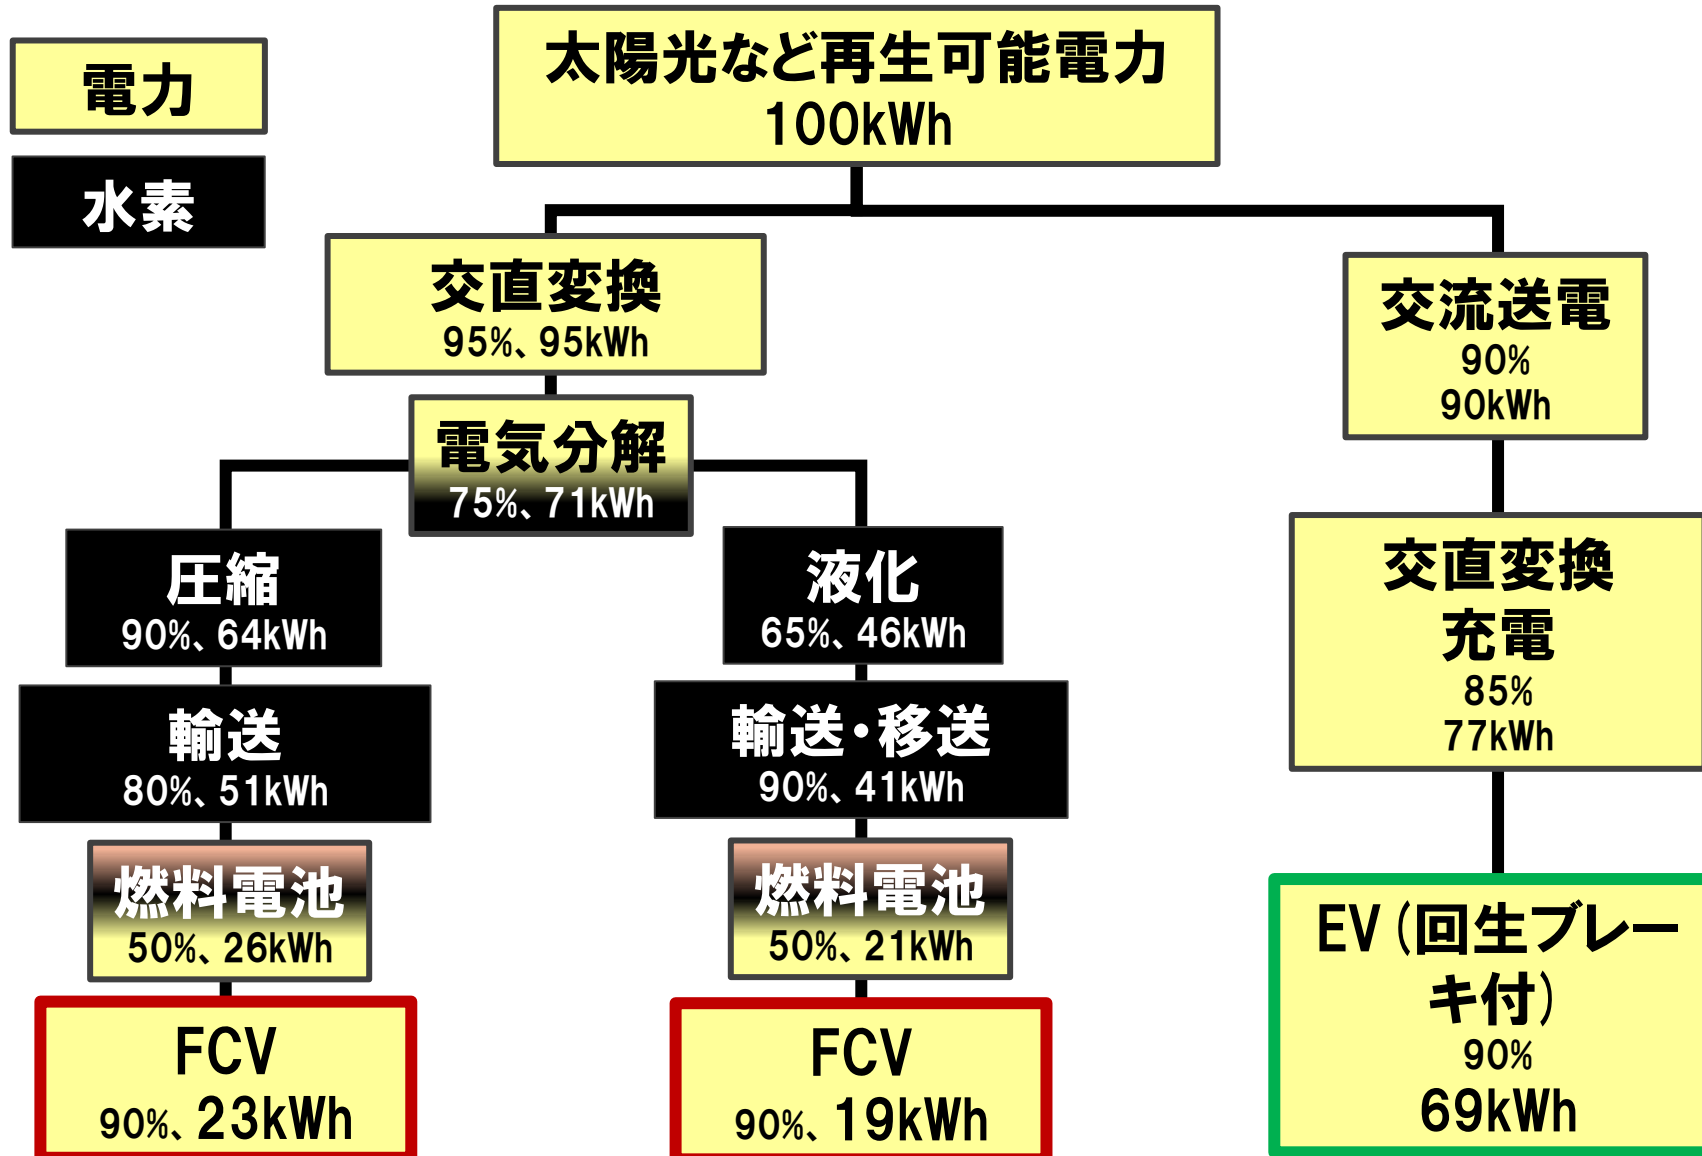 電力
水素
太陽光など再生可能電力
100kWh
交直変換
95%、95kWh
電気分解
75%、71kWh
圧縮
90%、64kWh
輸送
80%、51kWh
燃料電池
50%、26kWh
FCV
90%、23kWh
液化
65%、46kWh
輸送・移送
90%、41kWh
燃料電池
50%、21kWh
FCV
90%、19kWh
交流送電
90%
90kWh
交直変換
充電
85%
77kWh
EV(回生ブレー
キ付)
90%
69kWh